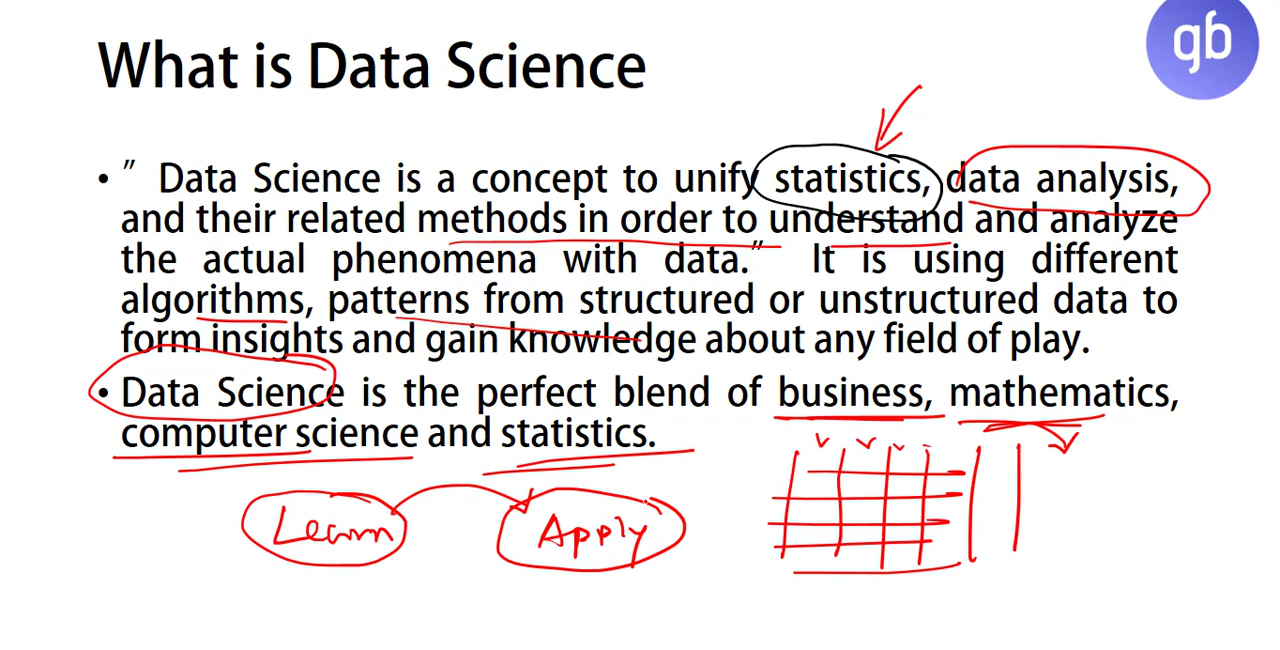 gb
What is Data Science
• " Data Science is a concept to unify statistics, data analysis,
and their related methods in order to understand and analyze
the actual phenomena with data." It is using different
algorithms, patterns from structured or unstructured data to
form insights and gain knowledge about any field of play.
• Data Science is the perfect blend of business, mathematics,
computer science and statistics.
Learn Apply